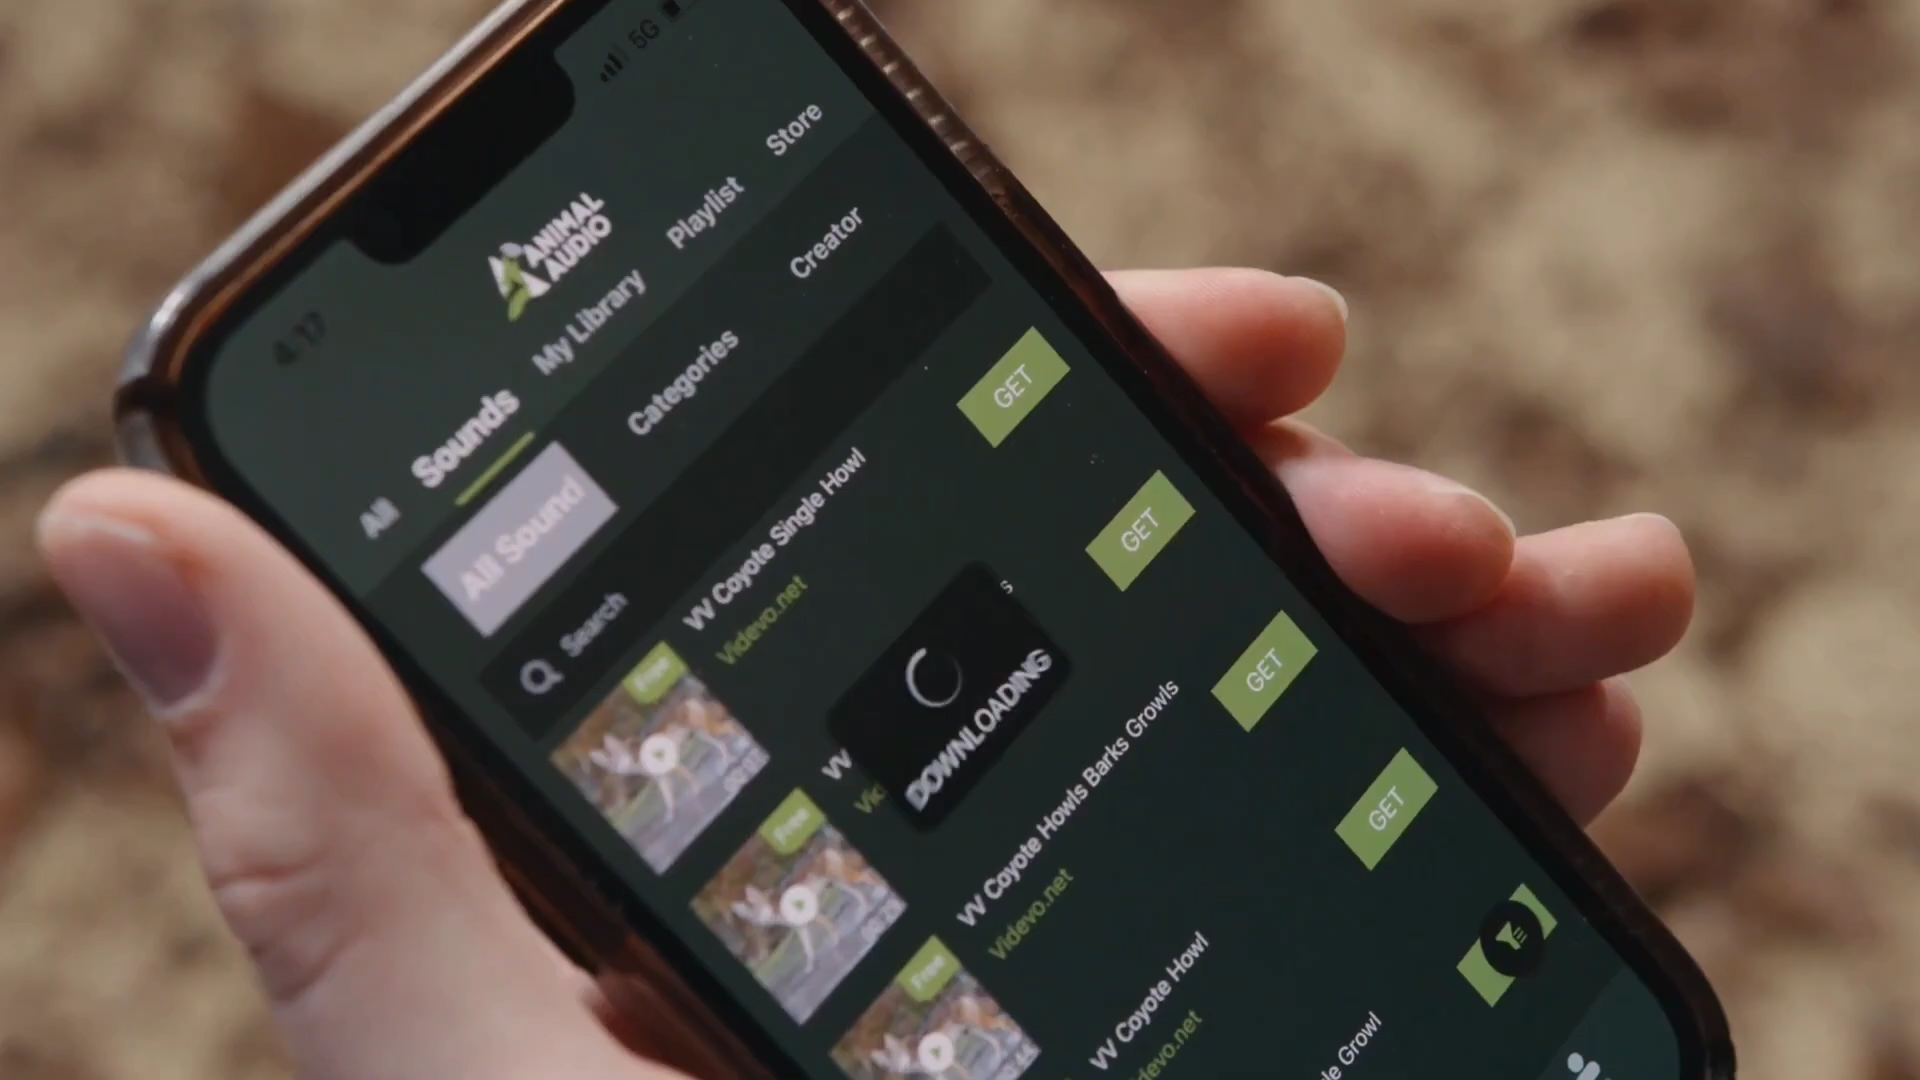 5G
4:17
ANIMAL
AUDIO
All Sounds My Library Playlist Store
All Sound Categories Creator
Search
Free
VV Coyote Single Howl
Videvo.net
GET
Free
VV
s
GET
DOWNLOADING
Free
VV Coyote Howls Barks Growls
Videvo.net
GET
VV Coyote Howl
GET
Growl